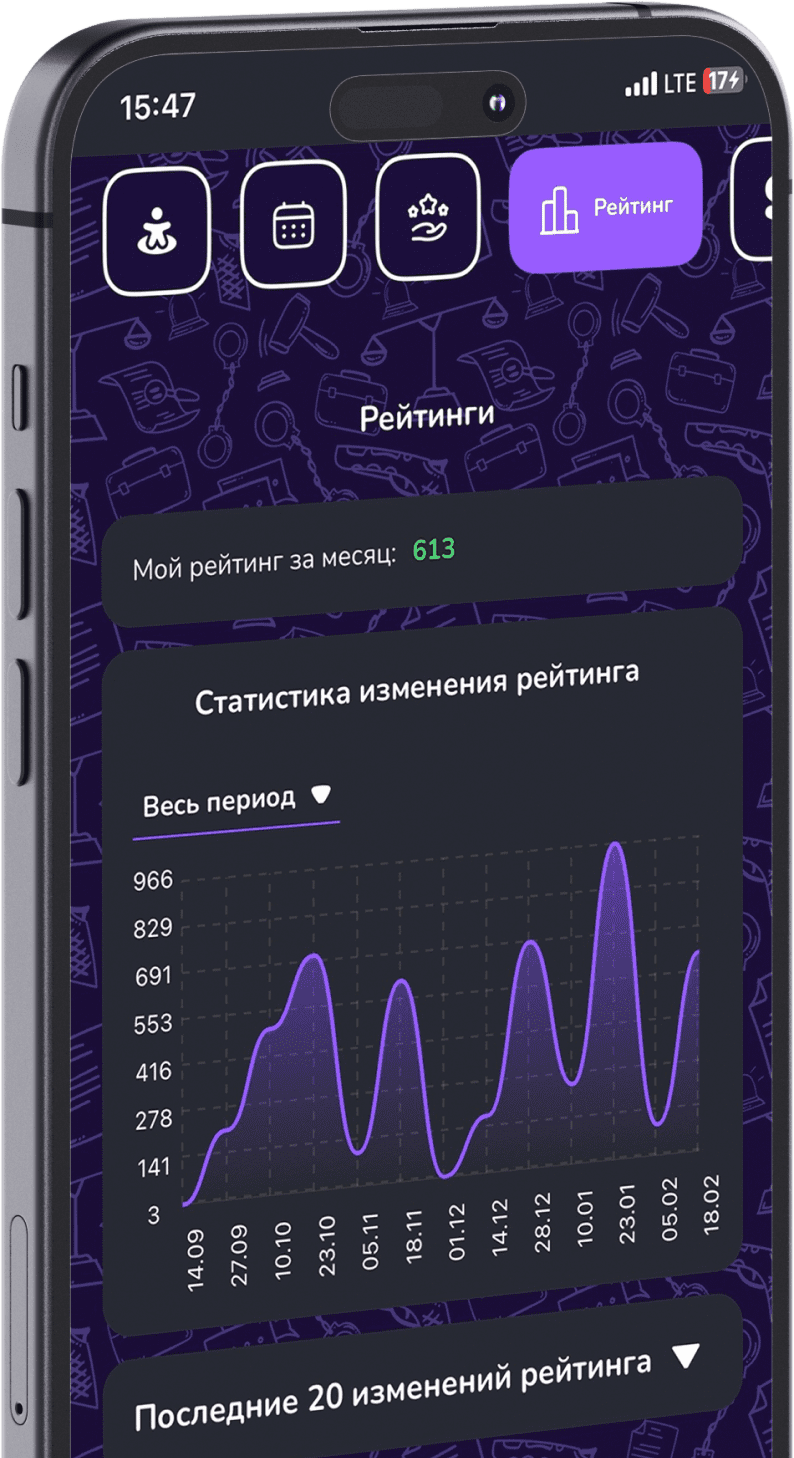 15:47 LTE 17
Рейтинг
Рейтинги
Мой рейтинг за месяц: 613
Статистика изменения рейтинга
Весь период
966
829
691
553
416
278
141
3
14.09 27.09 10.10 23.10 05.11 18.11 01.12 14.12 28.12 10.01 23.01 05.02 18.02
Последние 20 изменений рейтинга